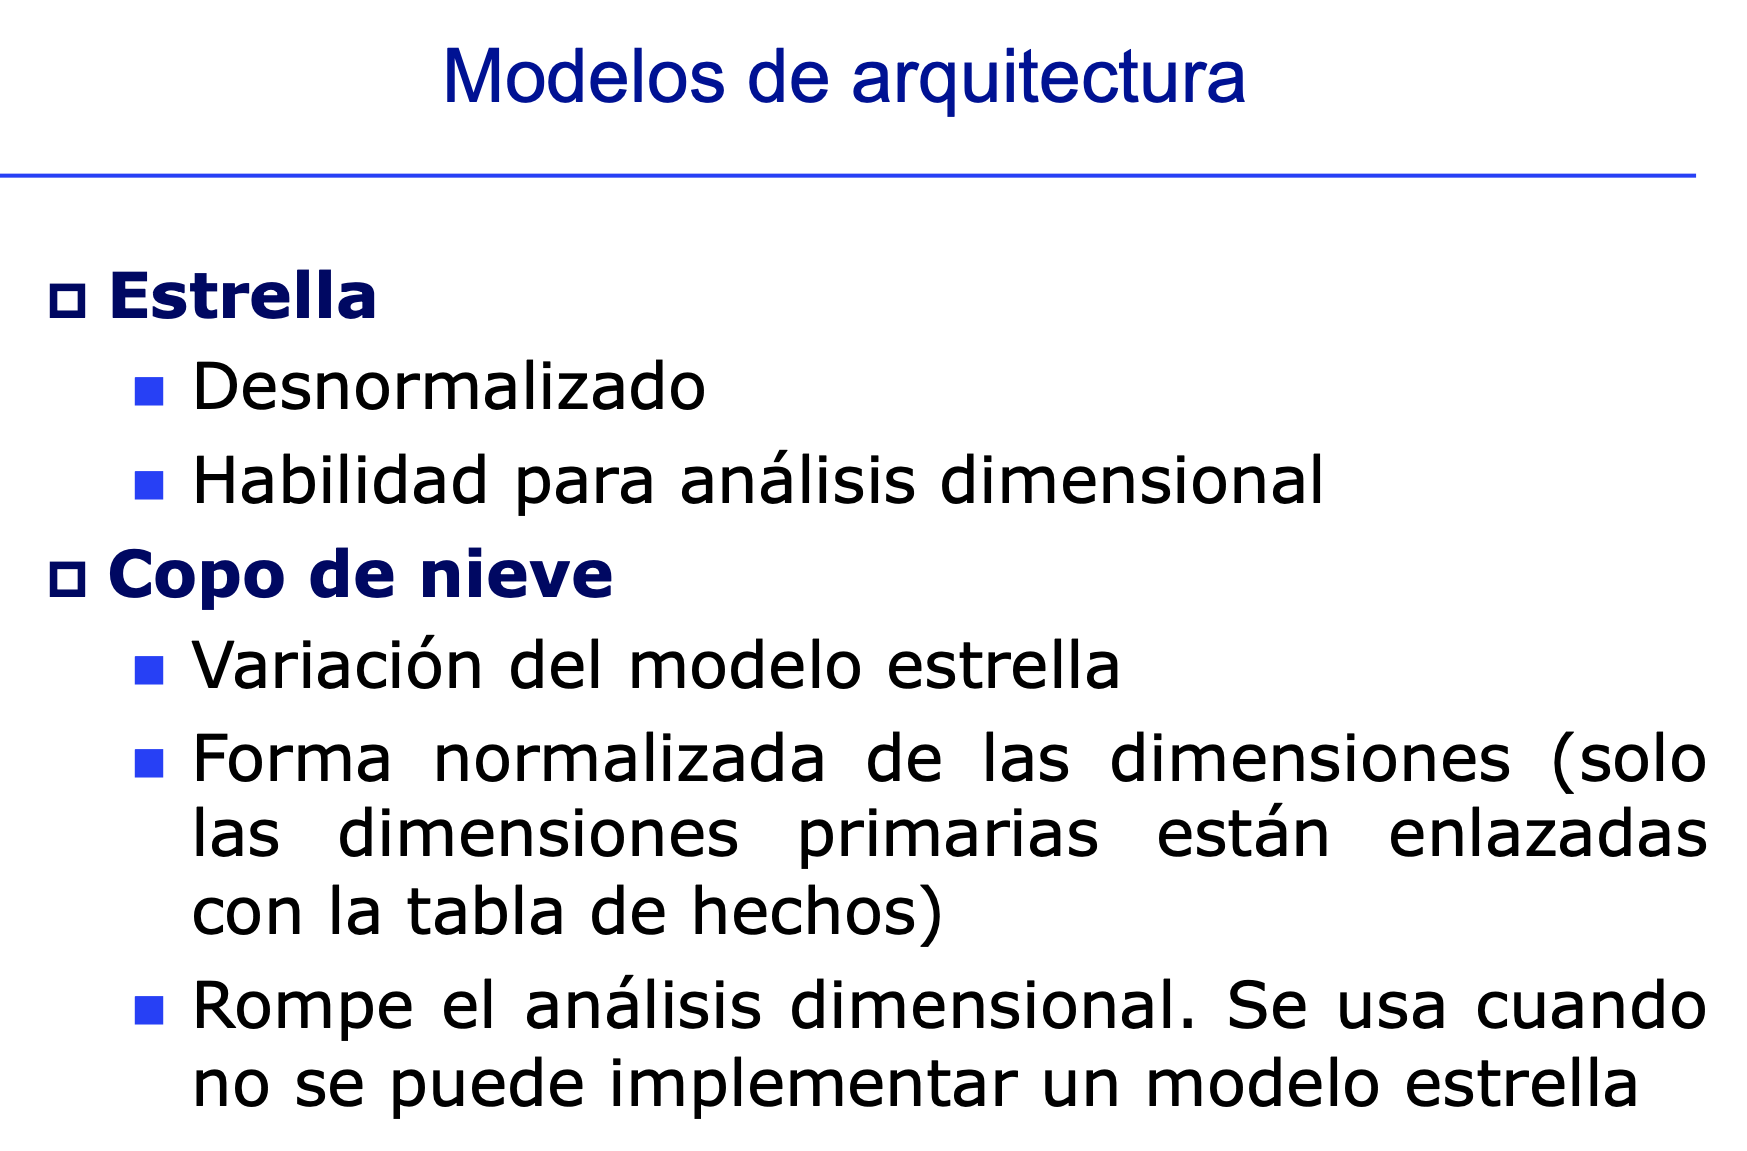 Modelos de arquitectura
Estrella
Desnormalizado
Habilidad para análisis dimensional
Copo de nieve
Variación del modelo estrella
Forma normalizada de las dimensiones (solo
las dimensiones primarias están enlazadas
con la tabla de hechos)
Rompe el análisis dimensional. Se usa cuando
no se puede implementar un modelo estrella